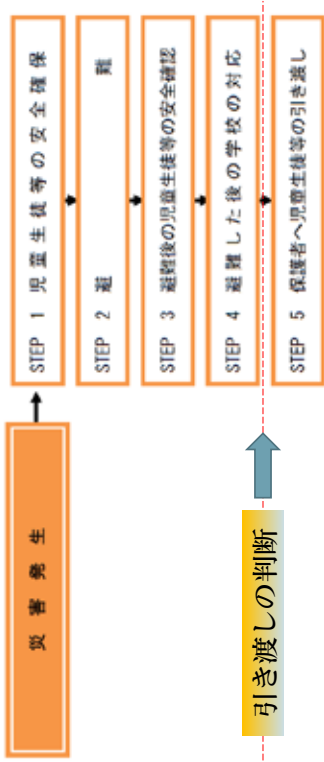 災害発生
STEP 1 児童生徒等の安全確保
STEP 2 避難
STEP 3 避難後の児童生徒等の安全確認
STEP 4 避難した後の学校の対応
引き渡しの判断
STEP 5 保護者へ児童生徒等の引き渡し